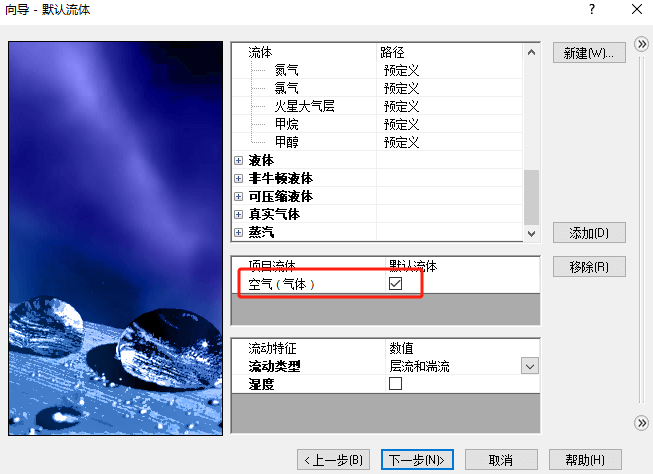 向导 - 默认流体
? ×
流体 路径
氮气 预定义
氯气 预定义
火星大气层 预定义
甲烷 预定义
甲醇 预定义
液体
非牛顿液体
可压缩液体
真实气体
蒸汽
新建(W)...
添加(D)
项目流体 默认流体
空气 ( 气体 )
移除(R)
流动特征 数值
流动类型 层流和湍流
湿度
<上一步(B)
下一步(N)>
取消
帮助(H)